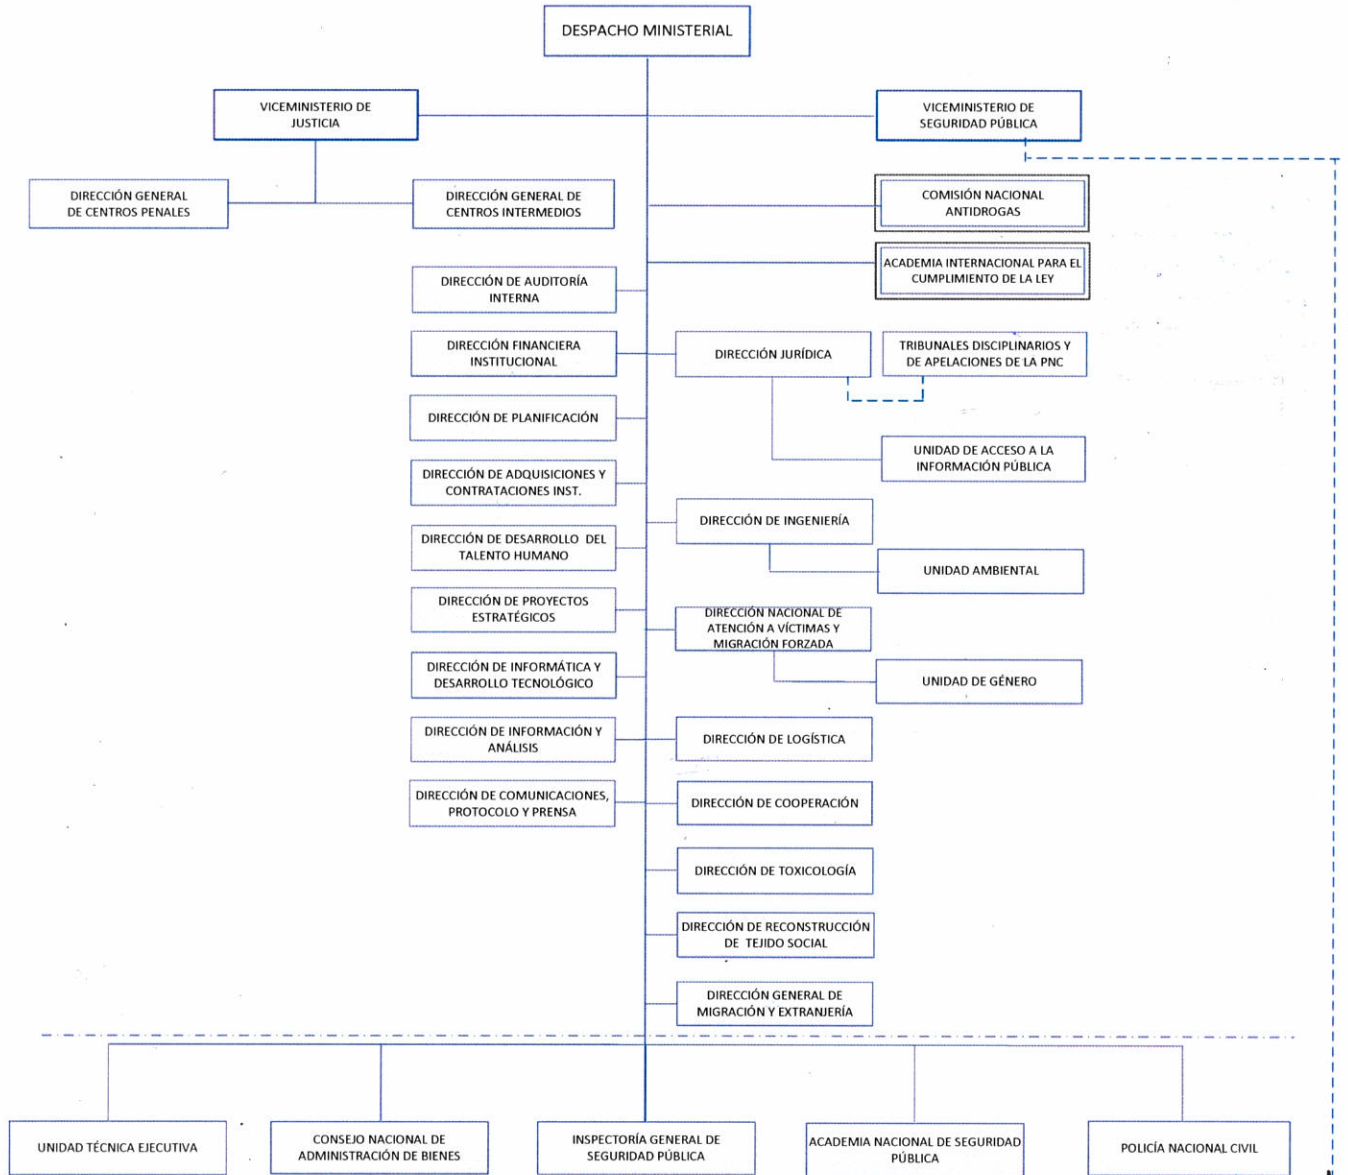 DESPACHO MINISTERIAL
VICEMINISTERIO DE
JUSTICIA
VICEMINISTERIO DE
SEGURIDAD PÚBLICA
DIRECCIÓN GENERAL
DE CENTROS PENALES
DIRECCIÓN GENERAL DE
CENTROS INTERMEDIOS
COMISIÓN NACIONAL
ANTIDROGAS
ACADEMIA INTERNACIONAL PARA EL
CUMPLIMIENTO DE LA LEY
DIRECCIÓN DE AUDITORÍA
INTERNA
DIRECCIÓN FINANCIERA
INSTITUCIONAL
DIRECCIÓN JURÍDICA
TRIBUNALES DISCIPLINARIOS Y
DE APELACIONES DE LA PNC
DIRECCIÓN DE PLANIFICACIÓN
UNIDAD DE ACCESO A LA
INFORMACIÓN PÚBLICA
DIRECCIÓN DE ADQUISICIONES Y
CONTRATACIONES INST.
DIRECCIÓN DE INGENIERÍA
DIRECCIÓN DE DESARROLLO DEL
TALENTO HUMANO
UNIDAD AMBIENTAL
DIRECCIÓN DE PROYECTOS
ESTRATÉGICOS
DIRECCIÓN NACIONAL DE
ATENCIÓN A VÍCTIMAS Y
MIGRACIÓN FORZADA
DIRECCIÓN DE INFORMÁTICA Y
DESARROLLO TECNOLÓGICO
UNIDAD DE GÉNERO
DIRECCIÓN DE INFORMACIÓN Y
ANÁLISIS
DIRECCIÓN DE LOGÍSTICA
DIRECCIÓN DE COMUNICACIONES,
PROTOCOLO Y PRENSA
DIRECCIÓN DE COOPERACIÓN
DIRECCIÓN DE TOXICOLOGÍA
DIRECCIÓN DE RECONSTRUCCIÓN
DE TEJIDO SOCIAL
DIRECCIÓN GENERAL DE
MIGRACIÓN Y EXTRANJERÍA
UNIDAD TÉCNICA EJECUTIVA
CONSEJO NACIONAL DE
ADMINISTRACIÓN DE BIENES
INSPECTORÍA GENERAL DE
SEGURIDAD PÚBLICA
ACADEMIA NACIONAL DE SEGURIDAD
PÚBLICA
POLICÍA NACIONAL CIVIL